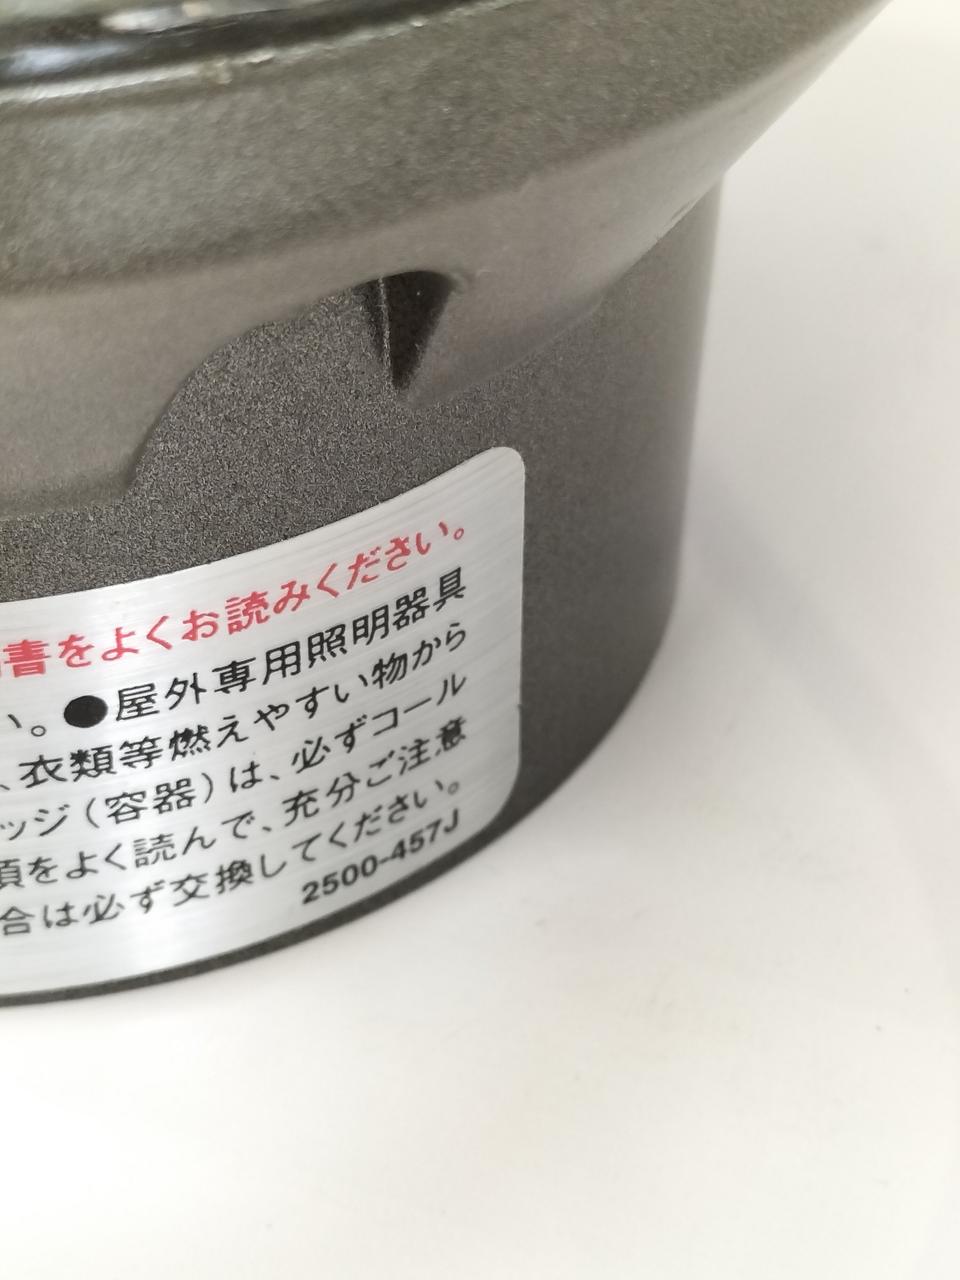 書をよくお読みください。
い。●屋外専用照明器具
、衣類等燃えやすい物から
ッジ(容器)は、必ずコール
項をよく読んで、充分ご注意
合は必ず交換してください。
2500-457J